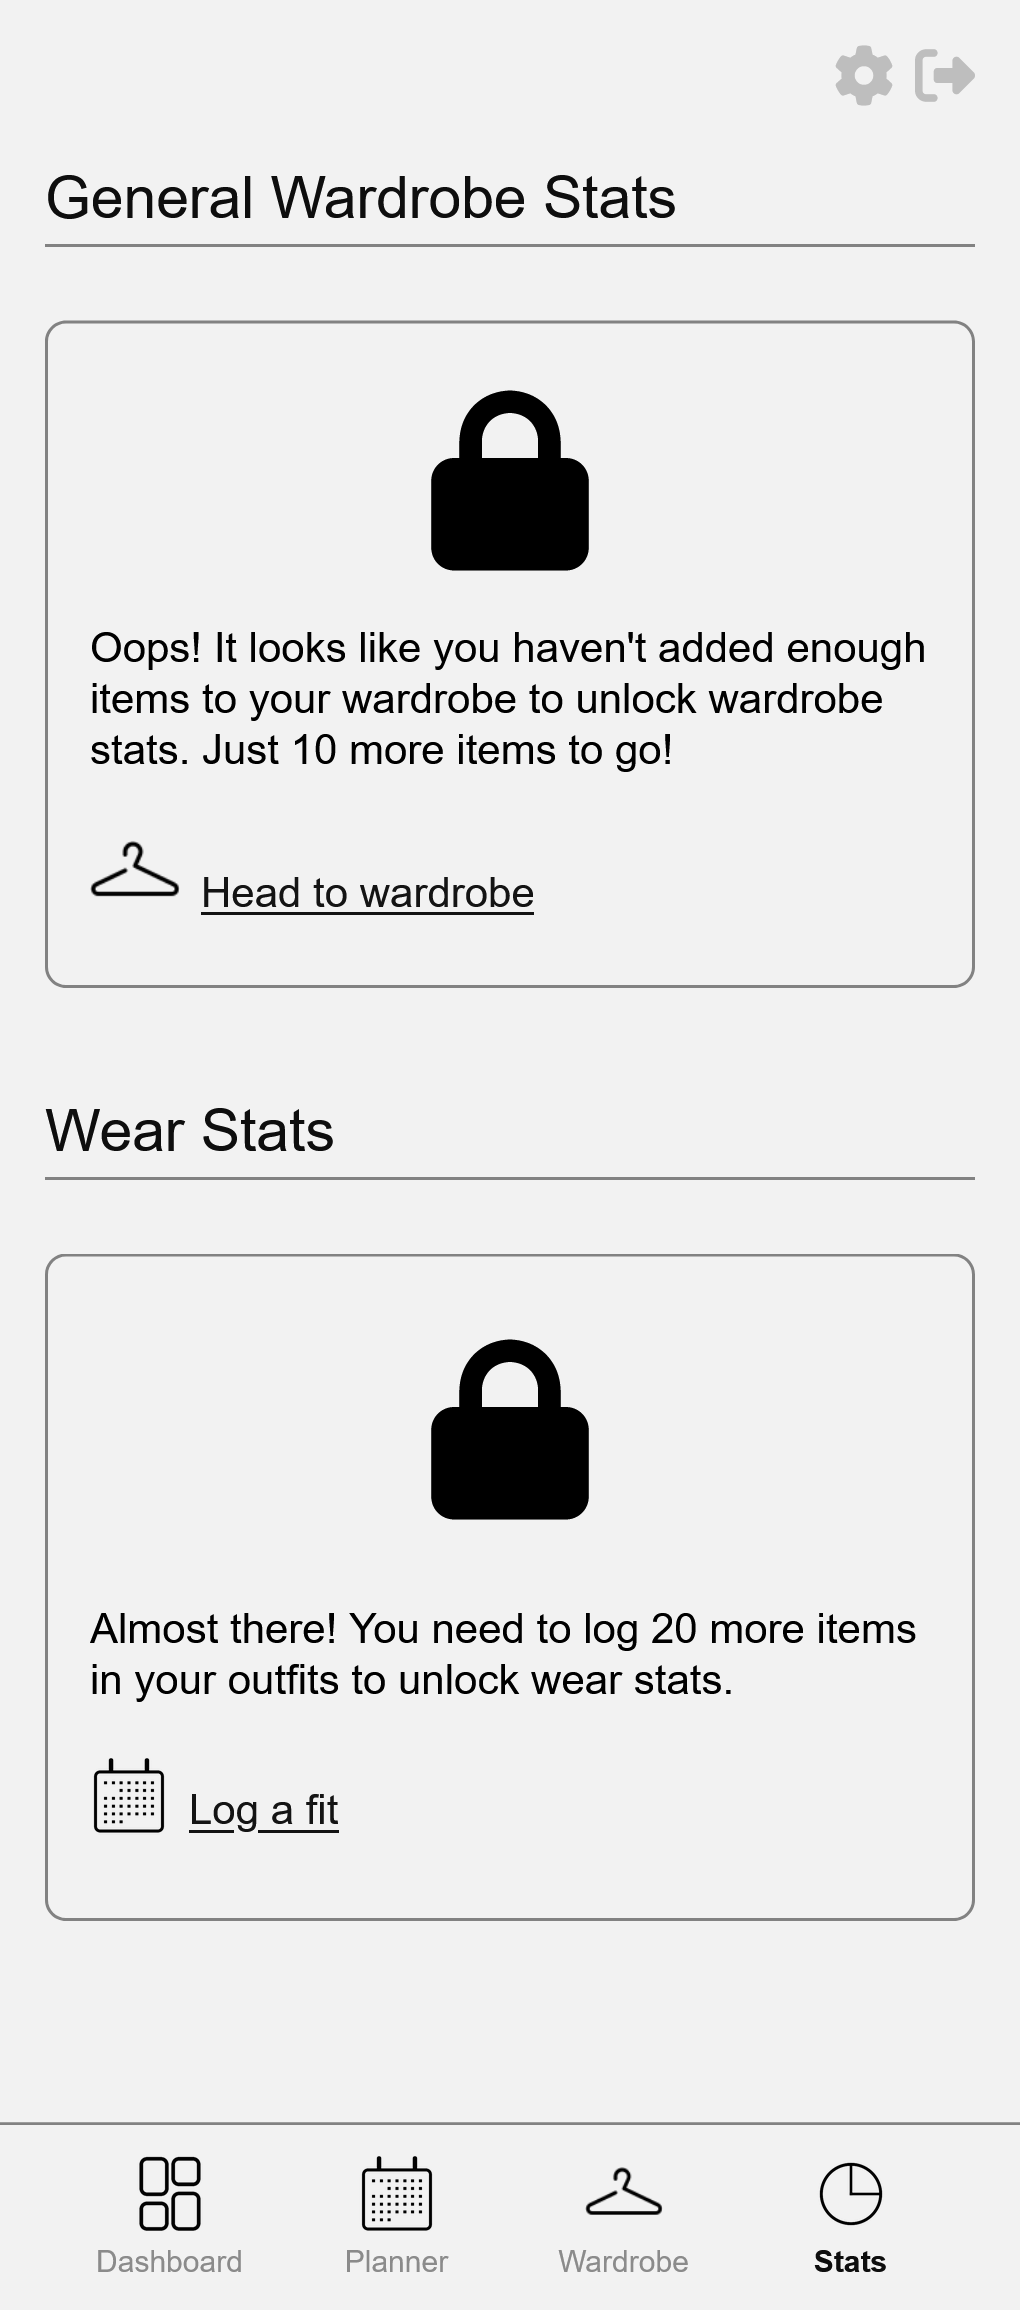 General Wardrobe Stats
Oops! It looks like you haven't added enough
items to your wardrobe to unlock wardrobe
stats. Just 10 more items to go!
Head to wardrobe
Wear Stats
Almost there! You need to log 20 more items
in your outfits to unlock wear stats.
Log a fit
Dashboard
Planner
Wardrobe
Stats